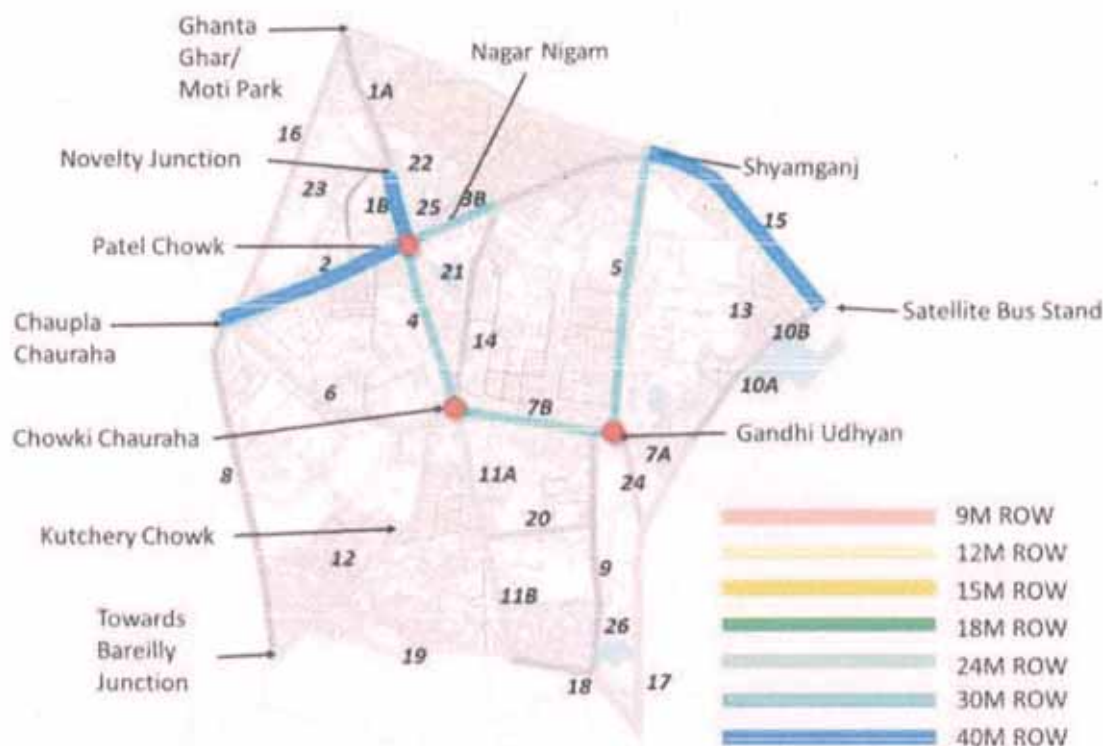 Ghanta
Ghar/
Moti Park
Nagar Nigam
1A
16
Novelty Junction
22
Shyamganj
23
1B
25
3B
15
Patel Chowk
2
21
5
4
13
Satellite Bus Stand
Chaupla
Chauraha
14
10B
10A
6
7B
Chowki Chauraha
Gandhi Udhyan
7A
8
11A
24
20
9M ROW
Kutchery Chowk
12M ROW
12
9
15M ROW
11B
18M ROW
Towards
Bareilly
Junction
26
19
24M ROW
18
17
30M ROW
40M ROW